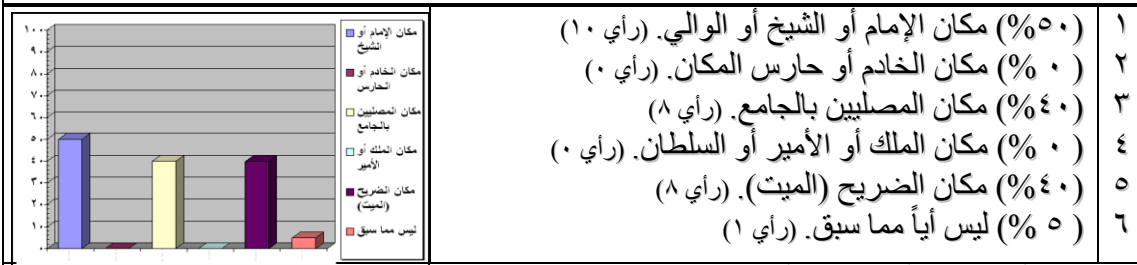 ١ (٥٠%) مكان الإمام أو الشيخ أو الوالي. (رأي ١٠)
٢ (٠ %) مكان الخادم أو حارس المكان. (رأي ٠)
٣ (٤٠%) مكان المصليين بالجامع. (رأي ٨)
٤ (٠ %) مكان الملك أو الأمير أو السلطان. (رأي ٠)
٥ (٤٠%) مكان الضريح (الميت). (رأي ٨)
٦ (٥ %) ليس أياً مما سبق. (رأي ١)
مكان الإمام أو
الشيخ
مكان الخادم أو
الحارس
مكان المصليين
بالجامع
مكان الملك أو
الأمير
مكان الضريح
(الميت)
ليس مما سبق
١٠٠
٩٠
٨٠
٧٠
٦٠
٥٠
٤٠
٣٠
٢٠
١٠
٠